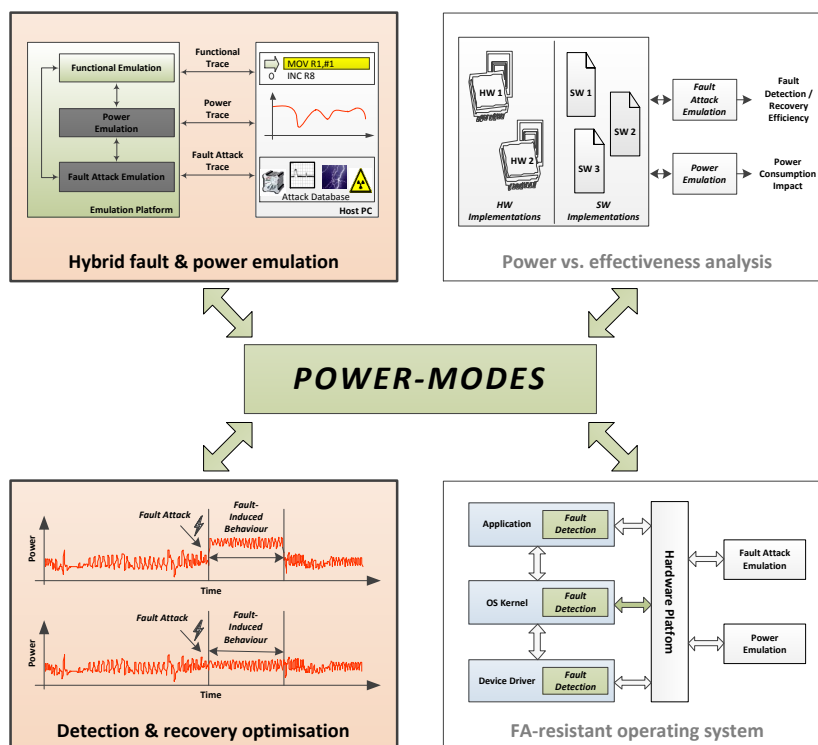 Functional Emulation
Power
Emulation
Fault Attack Emulation
Emulation Platform
Functional
Trace
Power
Trace
Fault Attack
Trace
MOV R1,#1
0
INC R8
Attack Database
Host PC
Hybrid fault & power emulation
HW 1
HW 2
HW
Implementations
SW 1
SW 2
SW 3
SW
Implementations
Fault
Attack
Emulation
Power
Emulation
Fault
Detection /
Recovery
Efficiency
Power
Consumption
Impact
Power vs. effectiveness analysis
POWER-MODES
Power
Fault Attack
Fault-
Induced
Behaviour
Time
Power
Fault Attack
Fault-
Induced
Behaviour
Time
Detection & recovery optimisation
Application
Fault
Detection
OS Kernel
Fault
Detection
Device Driver
Fault
Detection
Hardware Platfom
Fault Attack
Emulation
Power
Emulation
FA-resistant operating system